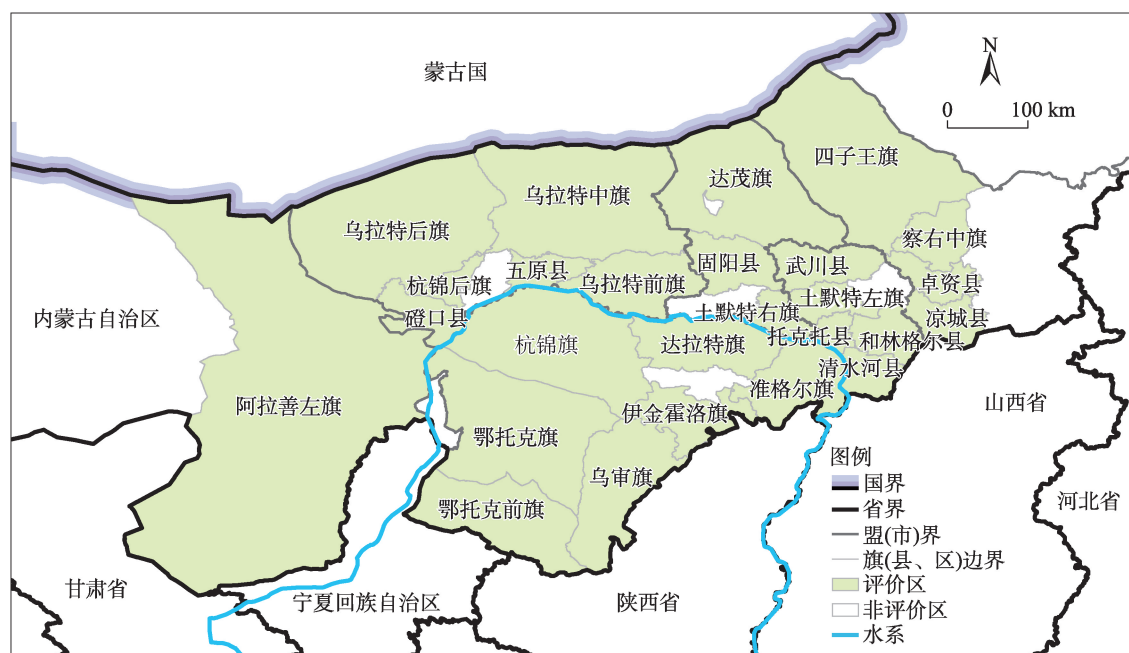 蒙古国
N
0 100 km
四子王旗
达茂旗
乌拉特中旗
乌拉特后旗
察右中旗
固阳县
武川县
五原县
乌拉特前旗
杭锦后旗
卓资县
土默特左旗
土默特右旗
磴口县
凉城县
内蒙古自治区
托克托县
和林格尔县
杭锦旗
达拉特旗
清水河县
准格尔旗
阿拉善左旗
伊金霍洛旗
山西省
鄂托克旗
乌审旗
鄂托克前旗
河北省
甘肃省
宁夏回族自治区
陕西省
图例
国界
省界
盟(市)界
旗(县、区)边界
评价区
非评价区
水系